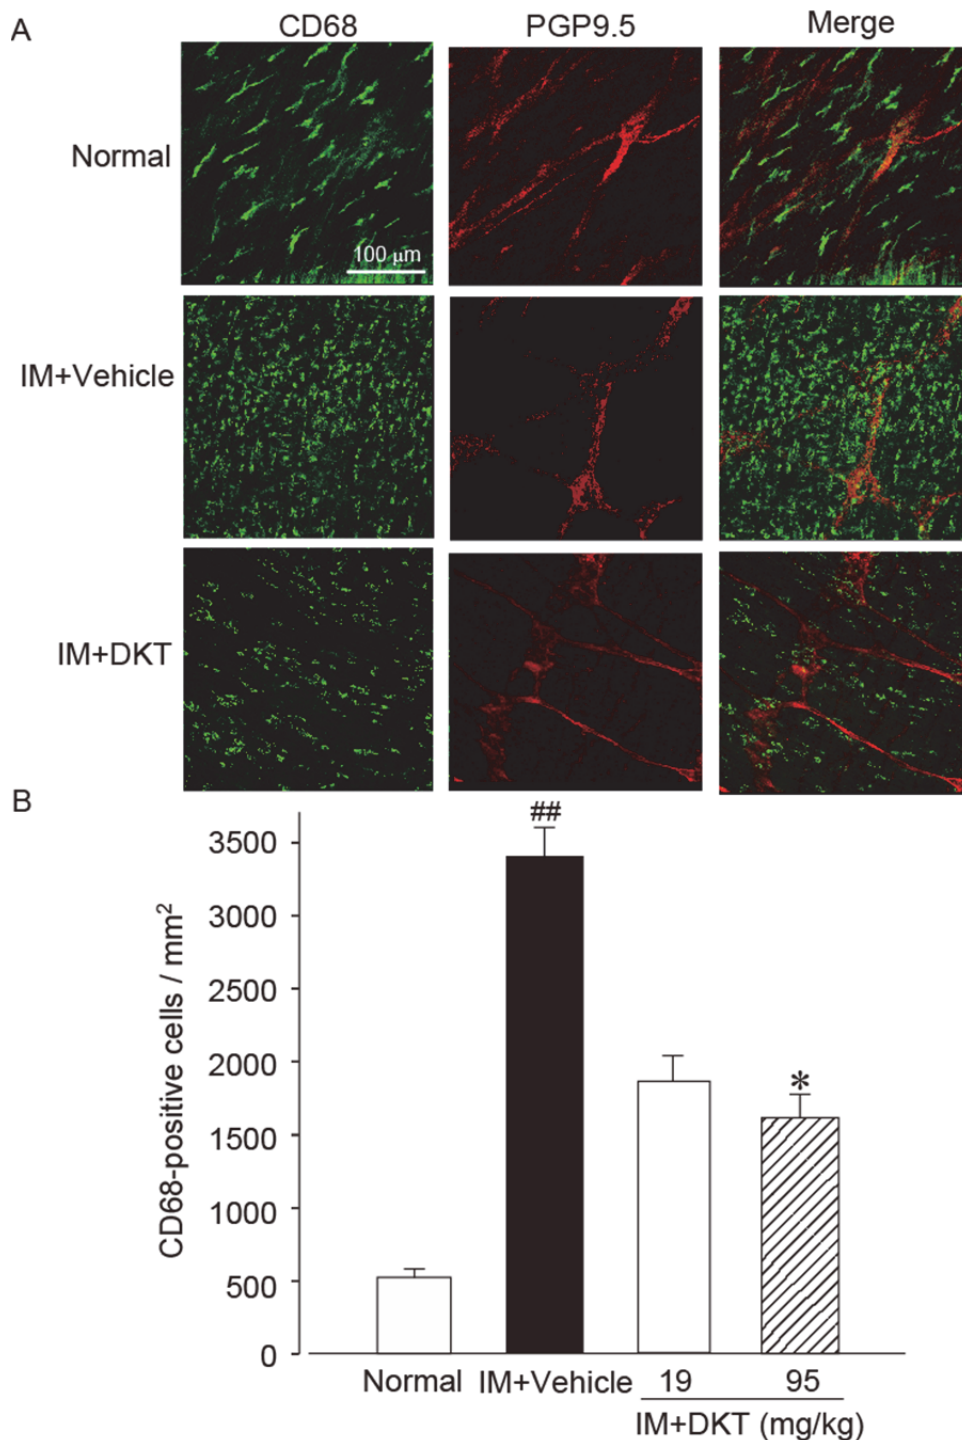 A
CD68 PGP9.5 Merge
Normal
100 μm
IM+Vehicle
IM+DKT
B
##
3500
3000
2500
2000
1500
1000
500
0
*
CD68-positive cells / mm²
Normal IM+Vehicle 19 95
IM+DKT (mg/kg)